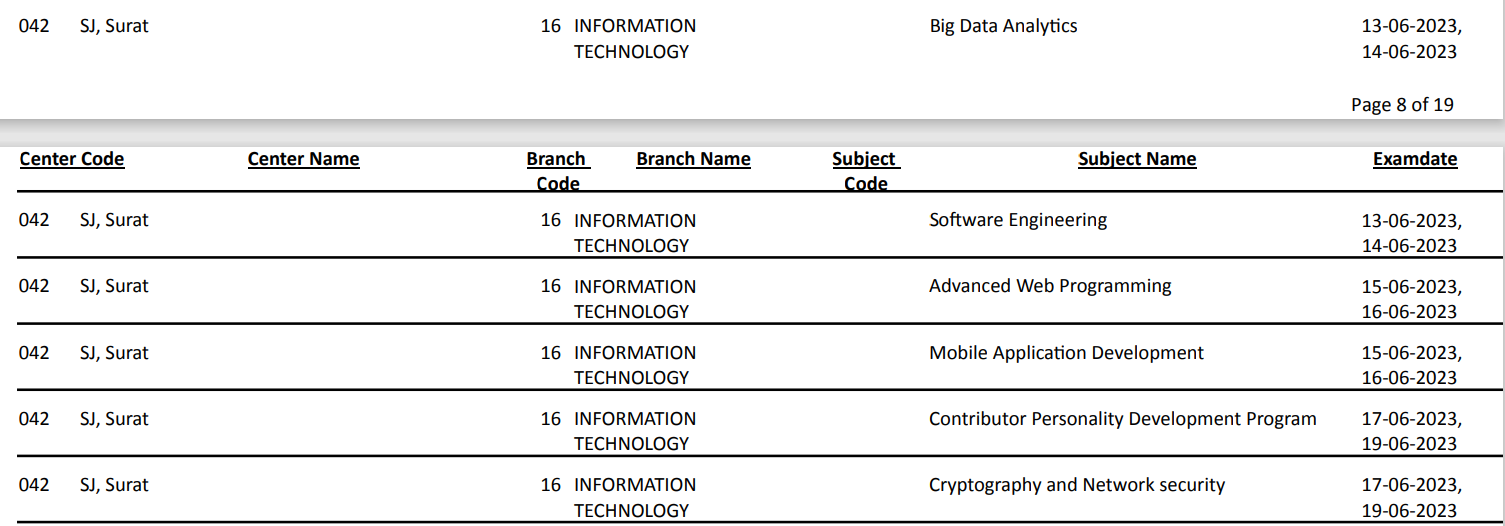 042 SJ, Surat 16 INFORMATION Big Data Analytics 13-06-2023,
TECHNOLOGY 14-06-2023
Page 8 of 19
Center Code Center Name Branch Branch Name Subject Subject Name Examdate
Code Code
042 SJ, Surat 16 INFORMATION Software Engineering 13-06-2023,
TECHNOLOGY 14-06-2023
042 SJ, Surat 16 INFORMATION Advanced Web Programming 15-06-2023,
TECHNOLOGY 16-06-2023
042 SJ, Surat 16 INFORMATION Mobile Application Development 15-06-2023,
TECHNOLOGY 16-06-2023
042 SJ, Surat 16 INFORMATION Contributor Personality Development Program 17-06-2023,
TECHNOLOGY 19-06-2023
042 SJ, Surat 16 INFORMATION Cryptography and Network security 17-06-2023,
TECHNOLOGY 19-06-2023